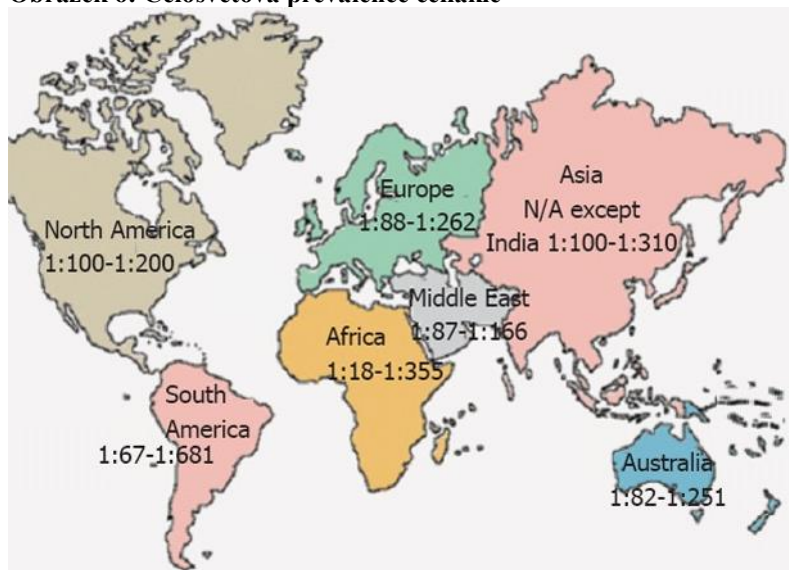 Obrázek Celosvětová prevalence celiakie
Europe
1:88-1:262
Asia
N/A except
India 1:100-1:310
North America
1:100-1:200
Middle East
1:87-1:166
Africa
1:18-1:355
South
America
1:67-1:681
Australia
1:82-1:251